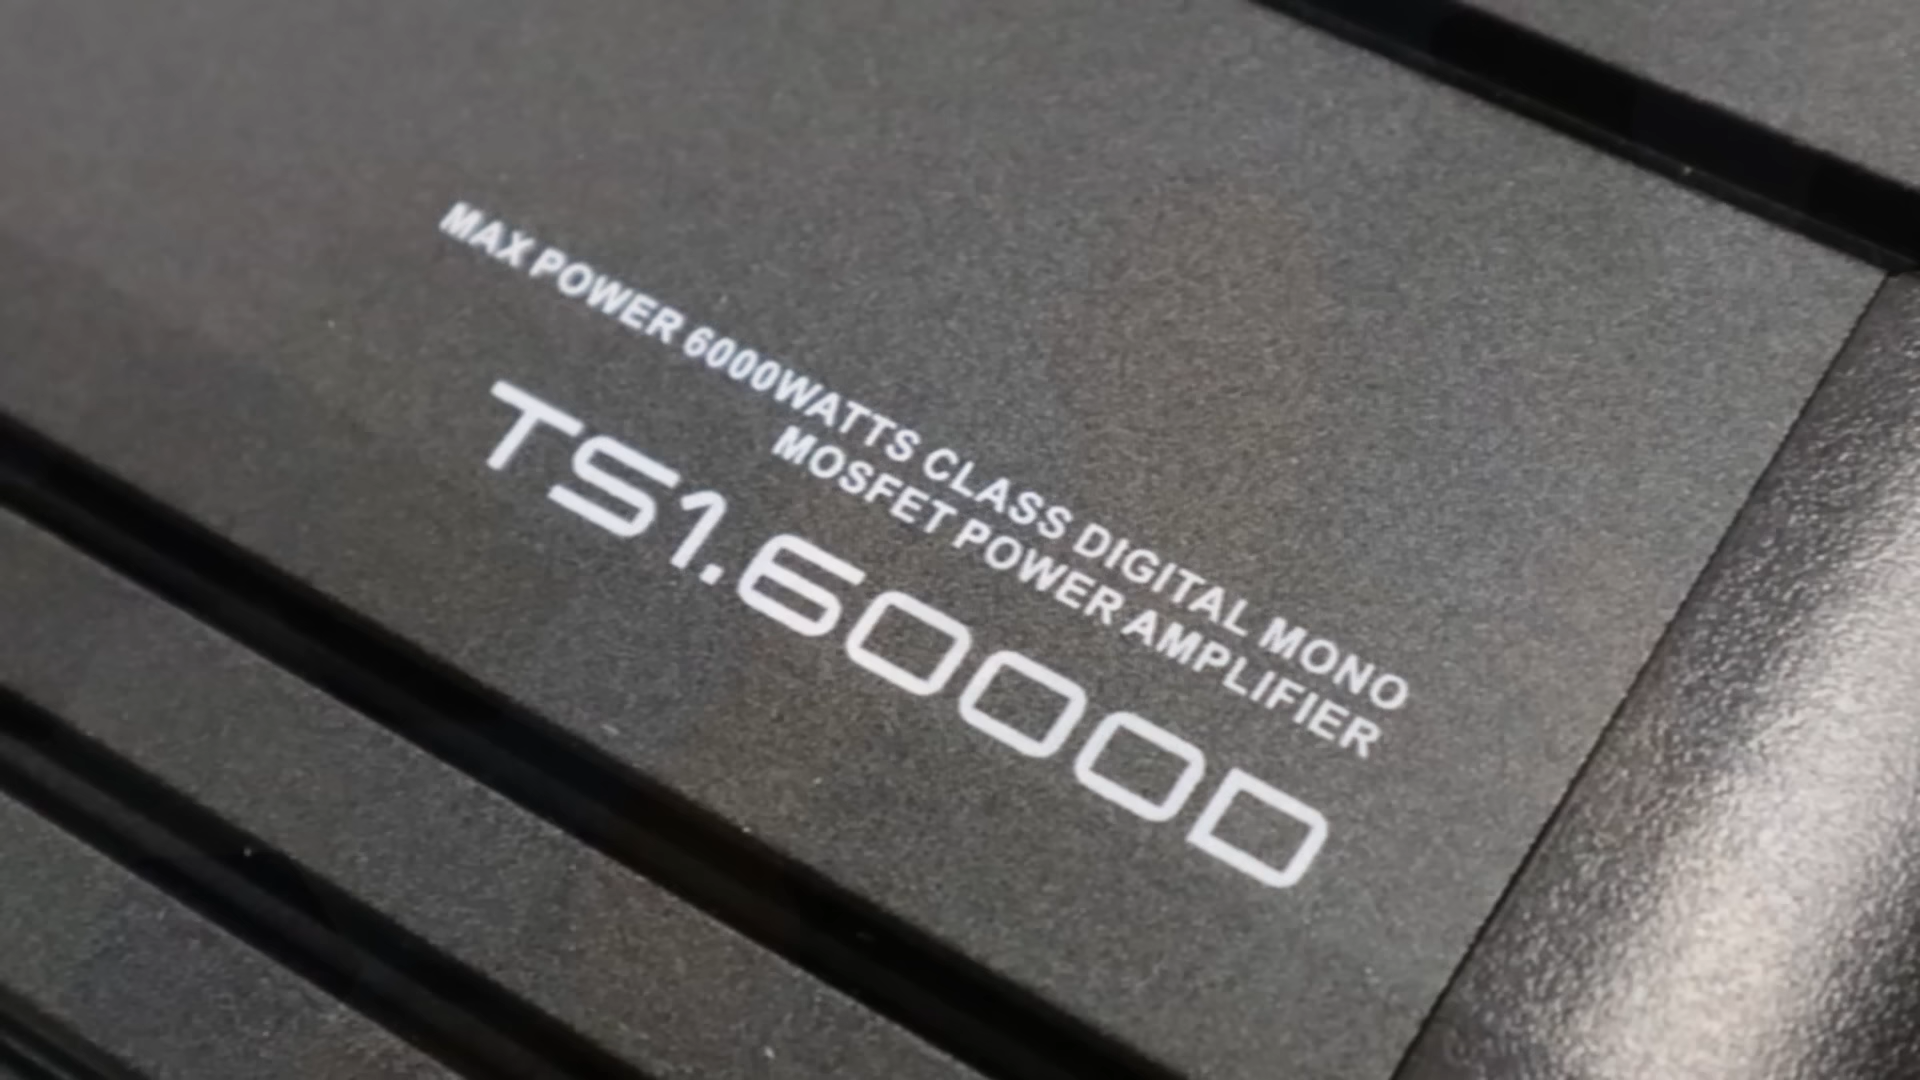 MAX POWER 6000WATTS CLASS DIGITAL MONO
MOSFET POWER AMPLIFIER
TS1.6000D